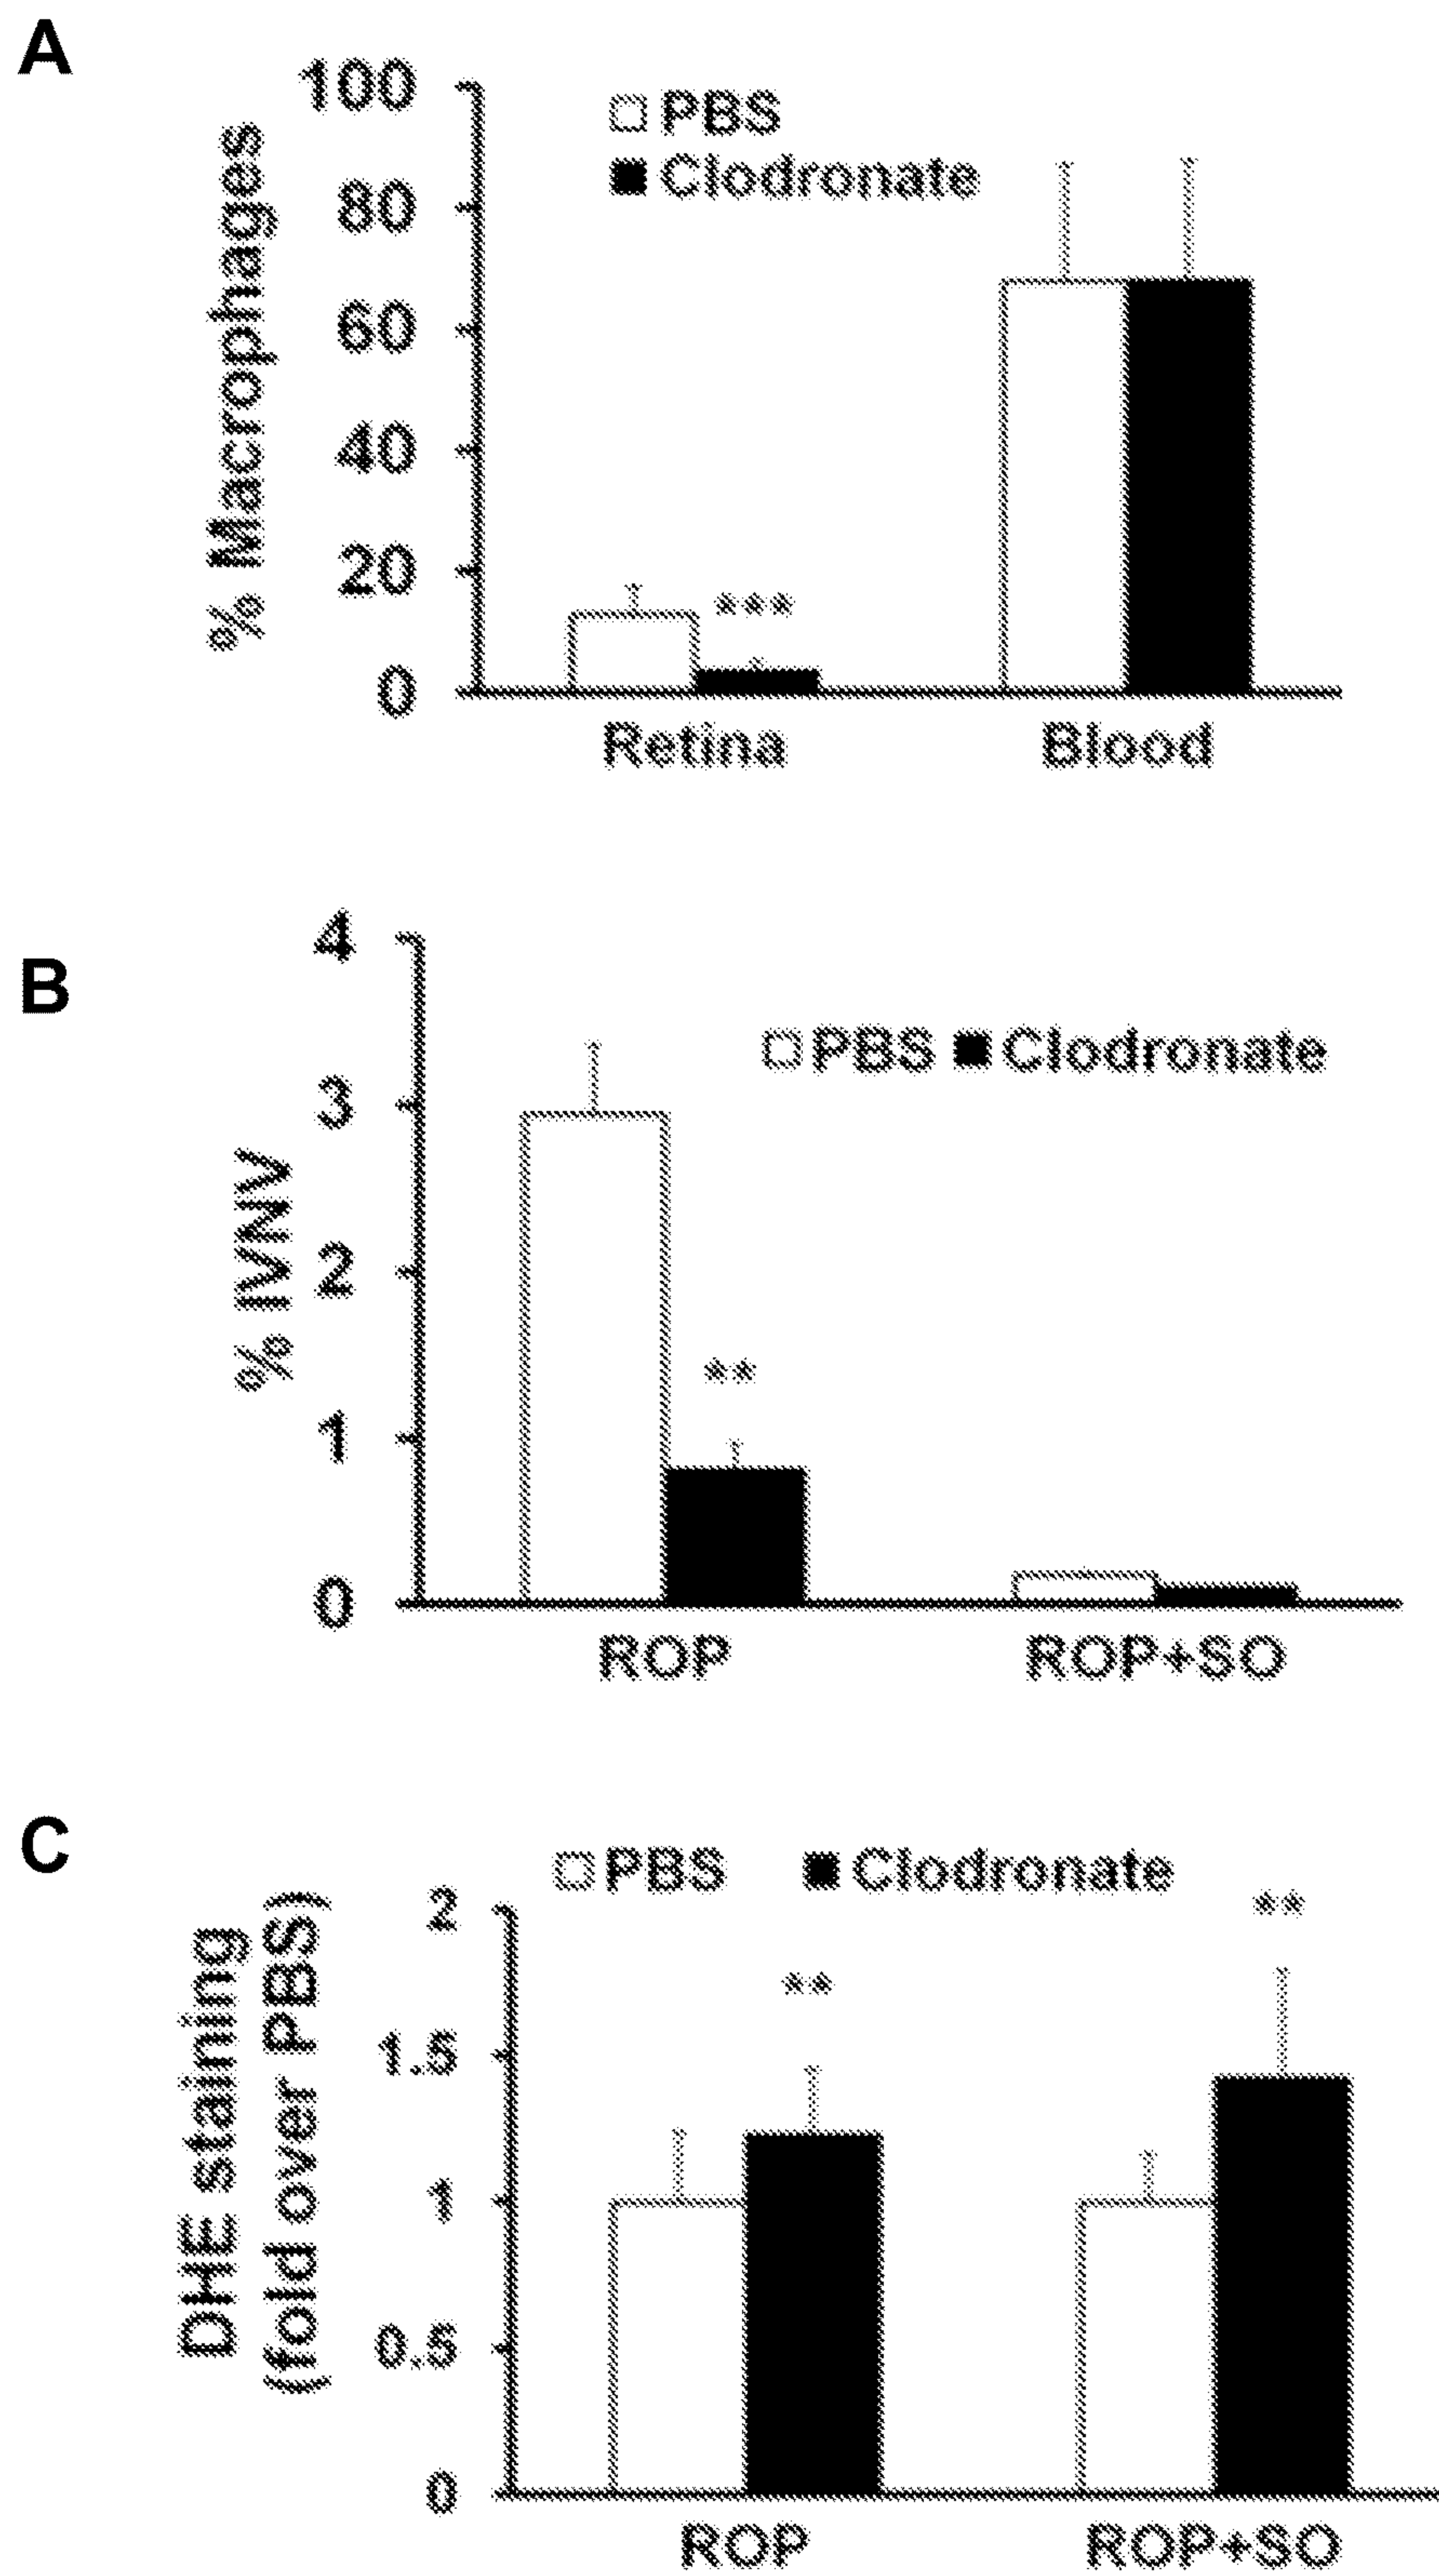 A
100
80
60
40
20
0
% Macrophages
PBS
Clodronate
***
Retina
Blood
B
4
3
2
1
0
% IVNV
PBS Clodronate
**
ROP
ROP+SO
C
PBS Clodronate
2
1.5
1
0.5
0
DHE staining
(fold over PBS)
**
**
ROP
ROP+SO